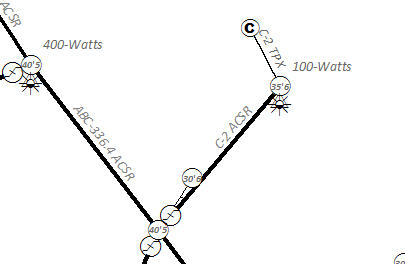 ACSR
C
C-2 TPX
400-Watts
40'5
100-Watts
35'6
ABC-336.4 ACSR
C-2 ACSR
30'6
40'5